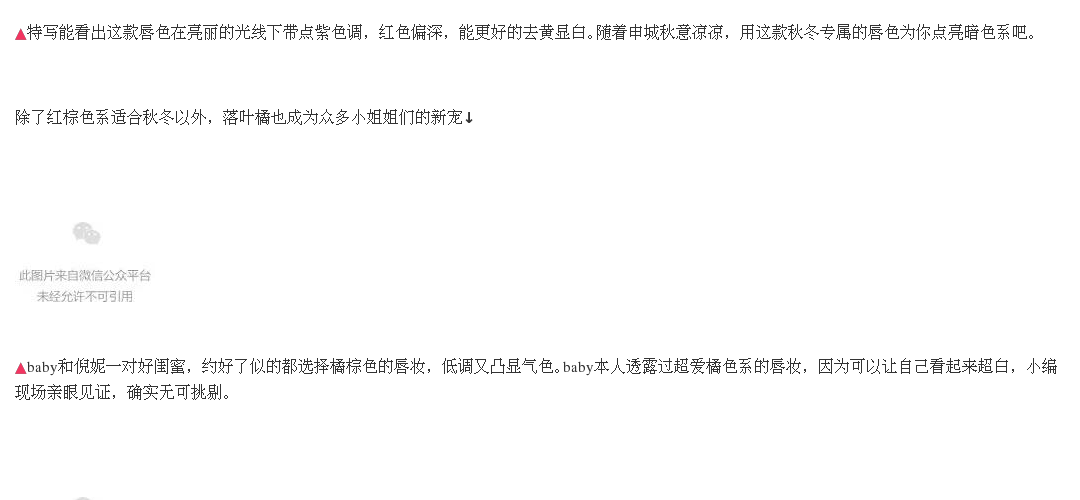 ▲特写能看出这款唇色在亮丽的光线下带点紫色调，红色偏深，能更好的去黄显白。随着申城秋意凉凉，用这款秋冬专属的唇色为你点亮暗色系吧。
除了红棕色系适合秋冬以外，落叶橘也成为众多小姐姐们的新宠↓
此图片来自微信公众平台
未经允许不可引用
▲baby和倪妮一对好闺蜜，约好了似的都选择橘棕色的唇妆，低调又凸显气色。baby本人透露过超爱橘色系的唇妆，因为可以让自己看起来超白，小编
现场亲眼见证，确实无可挑剔。